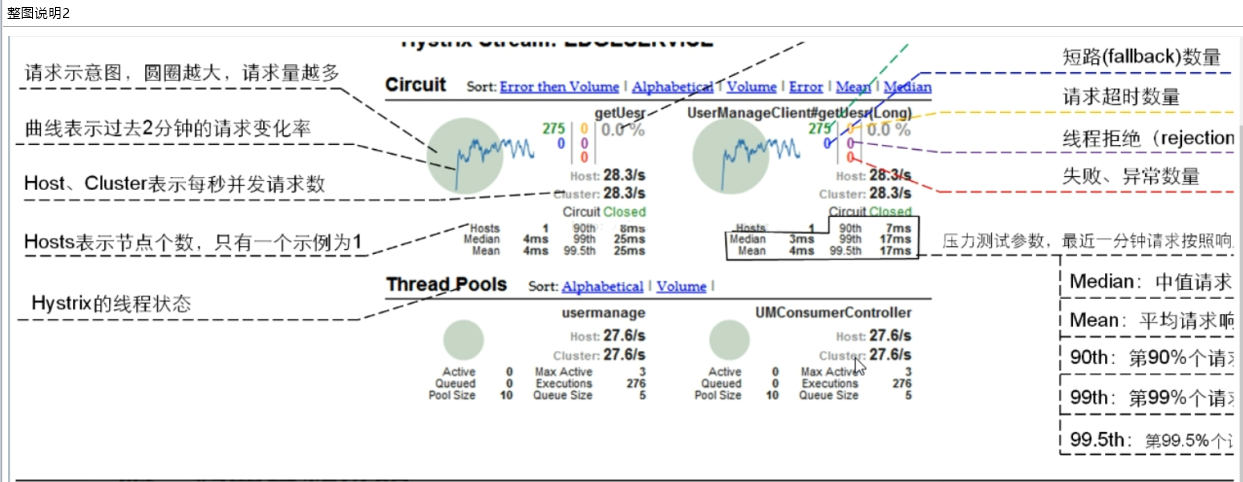 整图说明2
Hystrix Stream: EDGESERVICE
请求示意图，圆圈越大，请求量越多
曲线表示过去2分钟的请求变化率
Host、Cluster表示每秒并发请求数
Hosts表示节点个数，只有一个示例为1
Hystrix的线程状态
Circuit Sort: Error then Volume | Alphabetical | Volume | Error | Mean | Median
getUesr
275 0 0.0 %
0 0
0
Host: 28.3/s
Cluster: 28.3/s
Circuit Closed
Hosts 1 90th 8ms
Median 4ms 99th 25ms
Mean 4ms 99.5th 25ms
UserManageClient#getUesr(Long)
275 0 0.0 %
0 0
0
Host: 28.3/s
Cluster: 28.3/s
Circuit Closed
Hosts 1 90th 7ms
Median 3ms 99th 17ms
Mean 4ms 99.5th 17ms
Thread Pools Sort: Alphabetical | Volume |
usermanage
Host: 27.6/s
Cluster: 27.6/s
Active 0 Max Active 3
Queued 0 Executions 276
Pool Size 10 Queue Size 5
UMConsumerController
Host: 27.6/s
Cluster: 27.6/s
Active 0 Max Active 3
Queued 0 Executions 276
Pool Size 10 Queue Size 5
短路(fallback)数量
请求超时数量
线程拒绝（rejection
失败、异常数量
压力测试参数，最近一分钟请求按照响
Median：中值请求
Mean：平均请求响
90th：第90%个请
99th：第99%个请
99.5th：第99.5%个